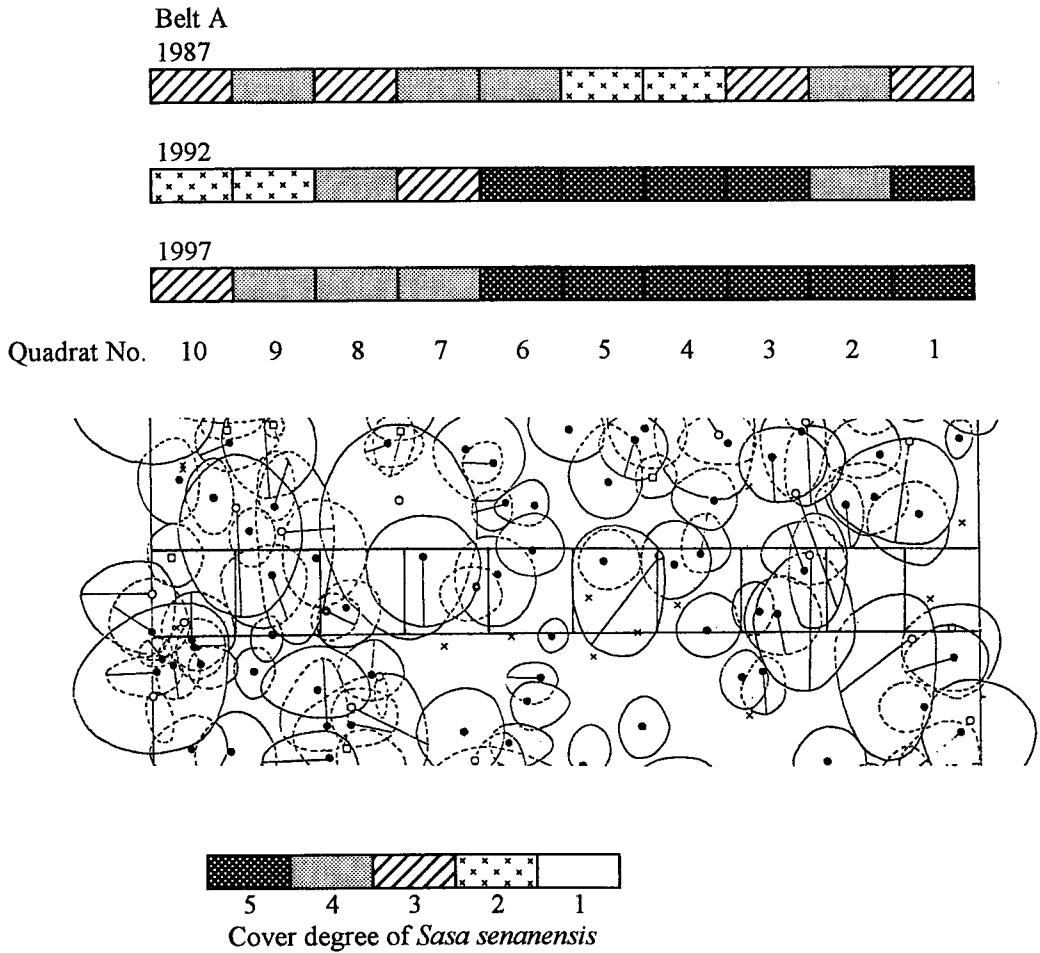 Belt A
1987
1992
1997
Quadrat No. 10 9 8 7 6 5 4 3 2 1
5 4 3 2 1
Cover degree of Sasa senanensis